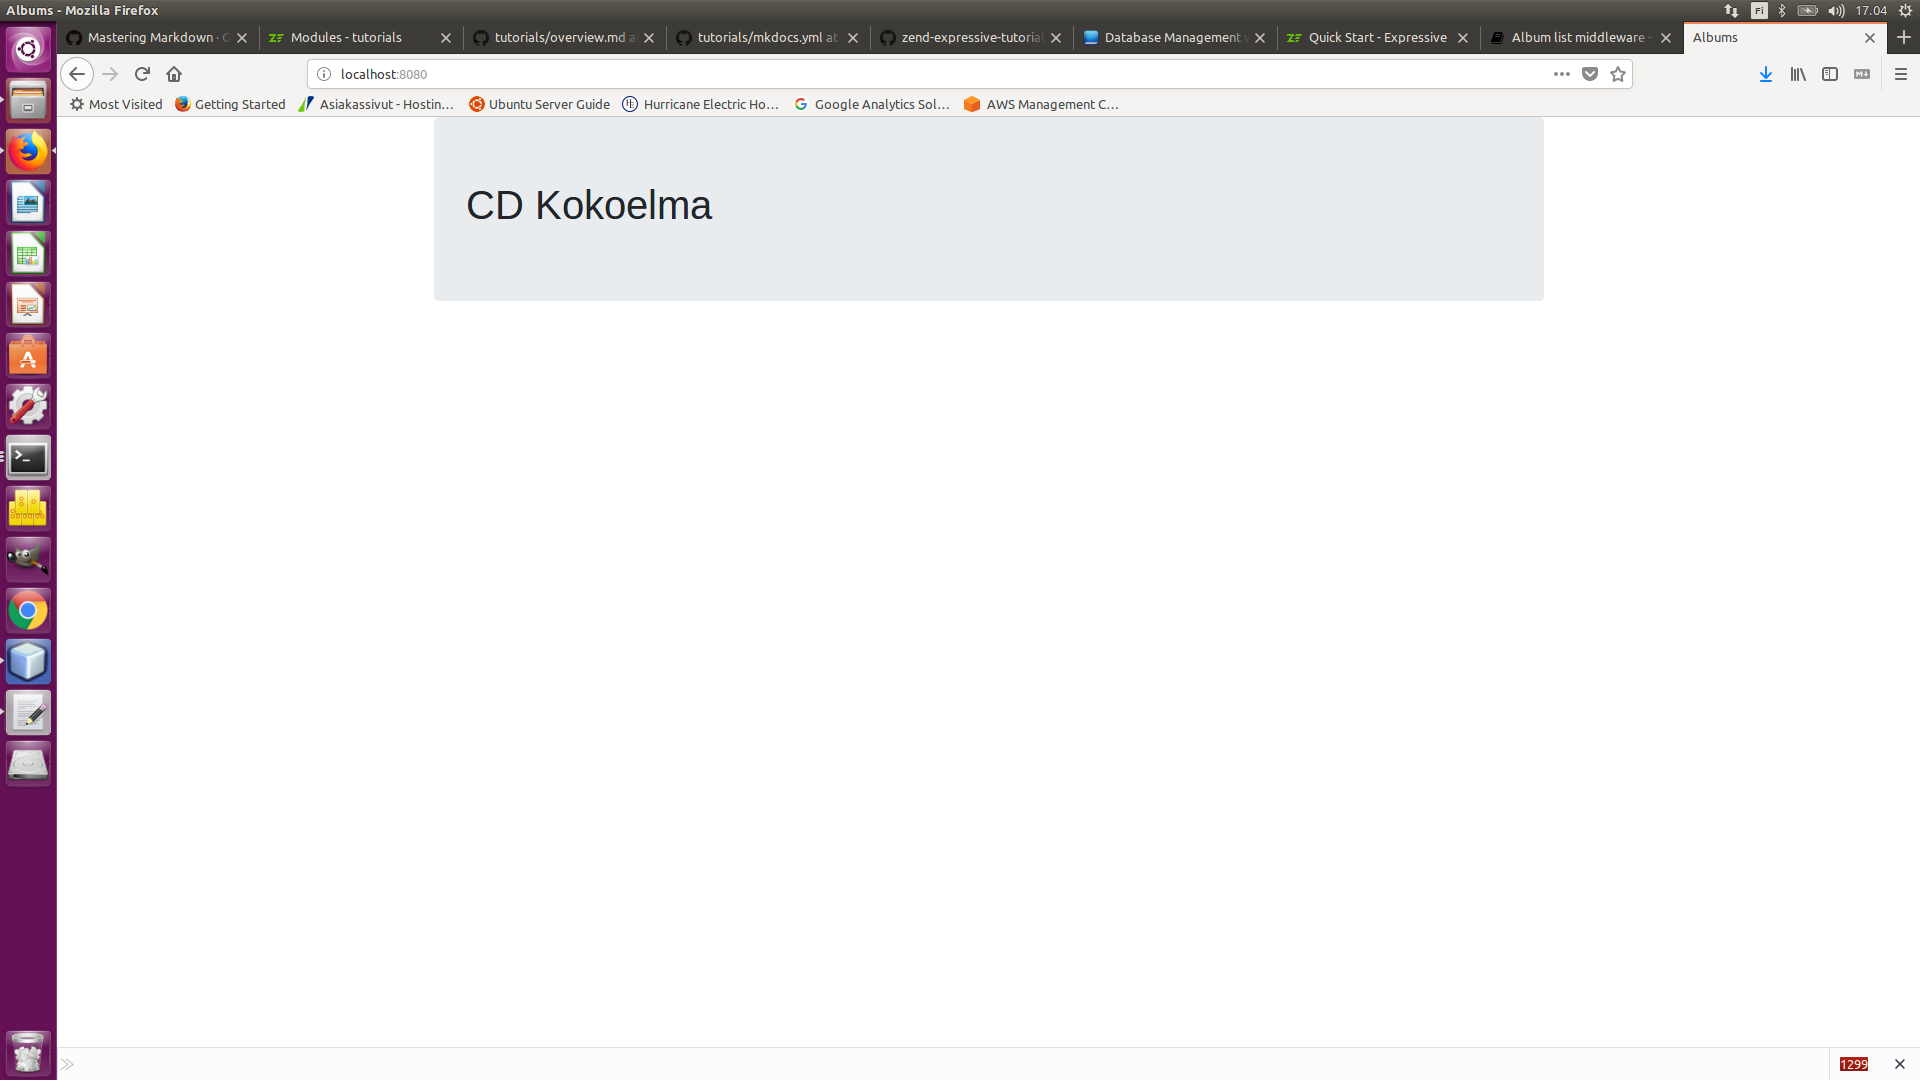 Albums - Mozilla Firefox
Fi
17.04
Mastering Markdown · G
Modules - tutorials
tutorials/overview.md a
tutorials/mkdocs.yml at
zend-expressive-tutorial
Database Management
Quick Start - Expressive
Album list middleware -
Albums
localhost:8080
Most Visited
Getting Started
Asiakassivut - Hostin…
Ubuntu Server Guide
Hurricane Electric Ho…
Google Analytics Sol…
AWS Management C…
CD Kokoelma
1299